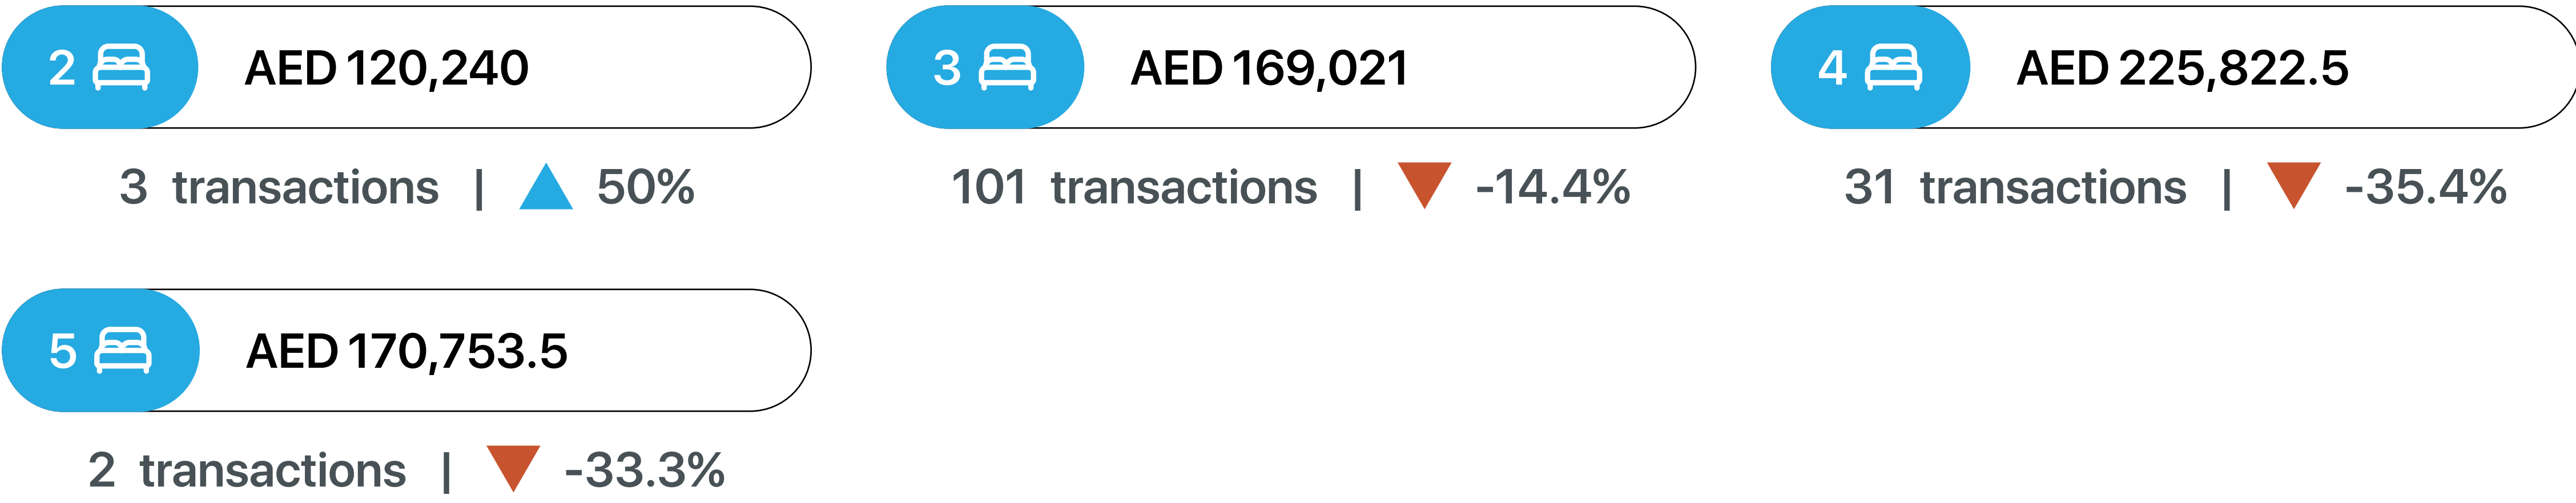 2 AED 120,240
3 transactions | 50%
3 AED 169,021
101 transactions | -14.4%
4 AED 225,822.5
31 transactions | -35.4%
5 AED 170,753.5
2 transactions | -33.3%